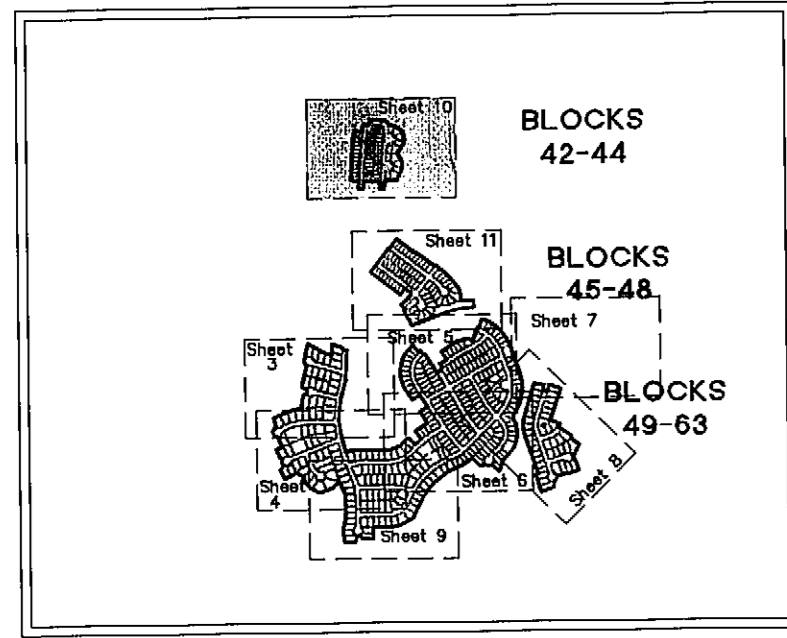 Sheet 10
BLOCKS
42-44
Sheet 11
BLOCKS
45-48
Sheet 5
Sheet 7
Sheet
3
BLOCKS
49-63
Sheet
4
Sheet 6
Sheet 8
Sheet 9